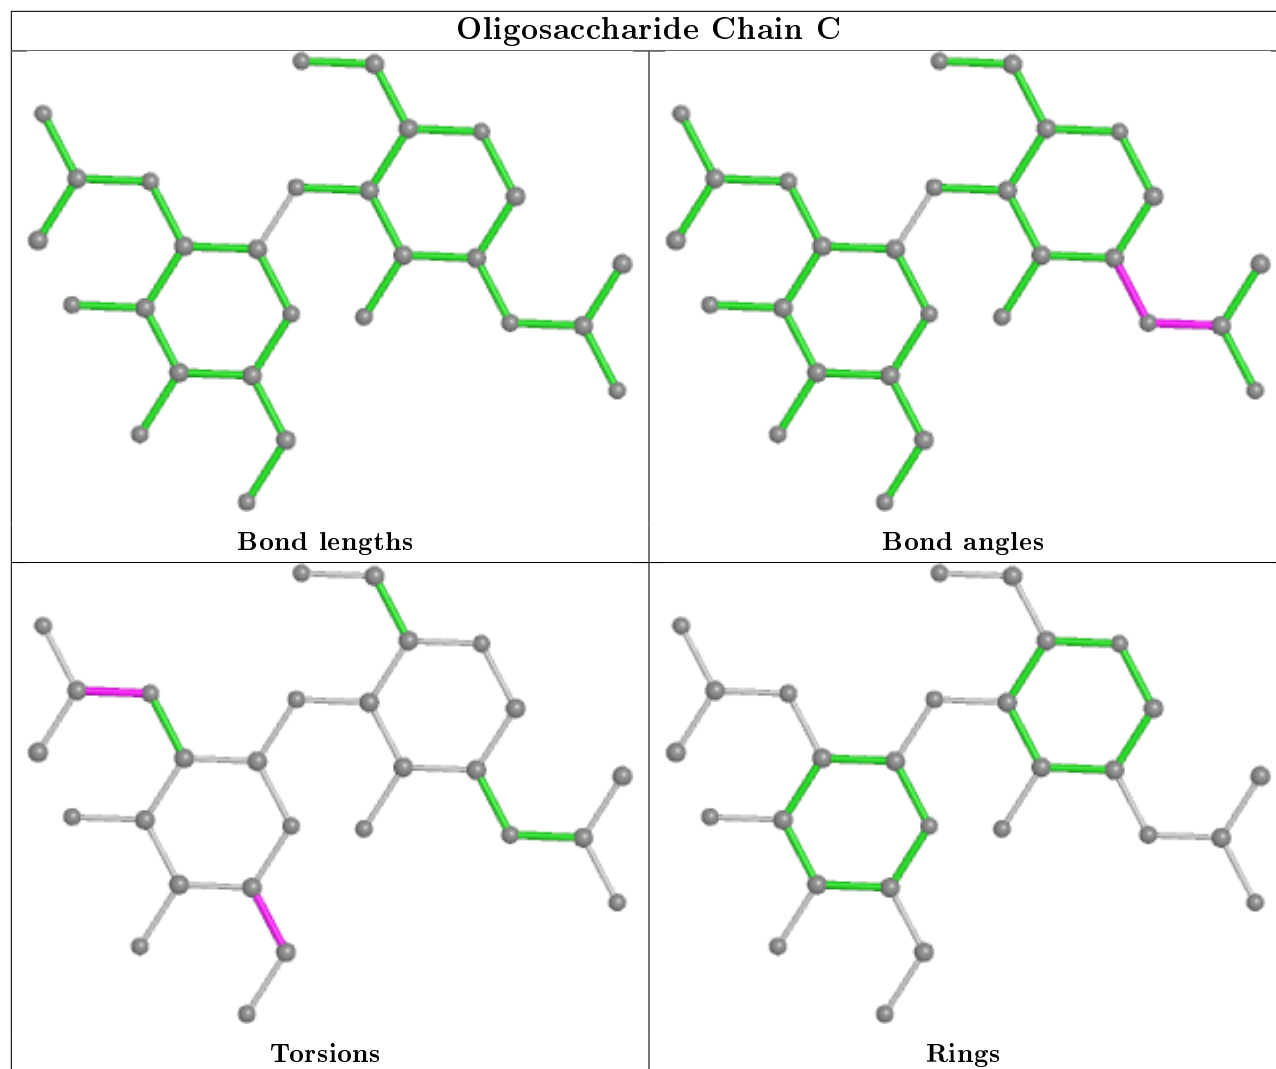 Oligosaccharide Chain C
Bond lengths
Bond angles
Torsions
Rings